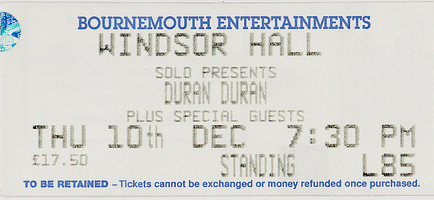 BOURNEMOUTH ENTERTAINMENTS
WINDSOR HALL
SOLO PRESENTS
DURAN DURAN
PLUS SPECIAL GUESTS
THU 10th DEC 7:30 PM
£17.50 STANDING L85
TO BE RETAINED – Tickets cannot be exchanged or money refunded once purchased.